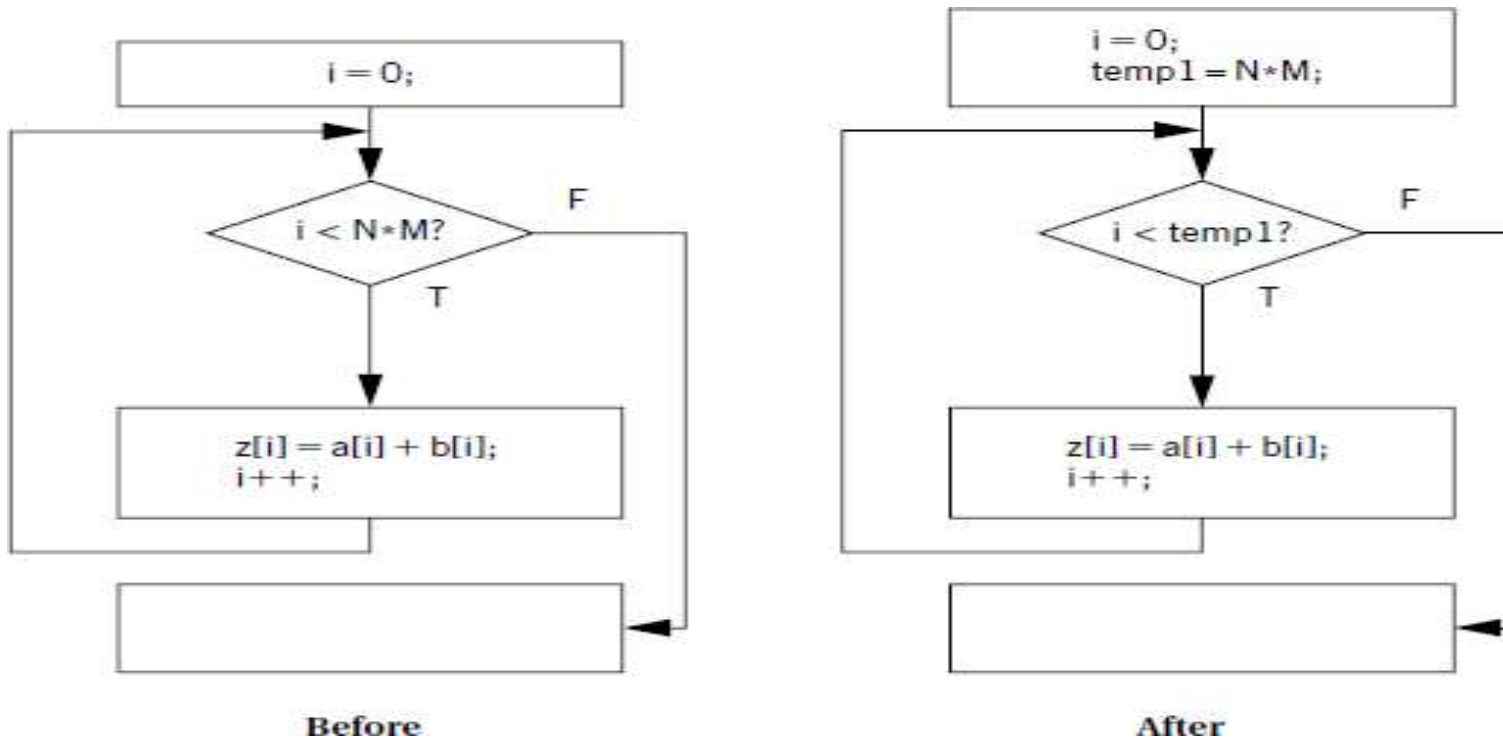 i = 0;
i < N*M?
F
T
z[i] = a[i] + b[i];
i++;
Before
i = 0;
temp1 = N*M;
i < temp1?
F
T
z[i] = a[i] + b[i];
i++;
After